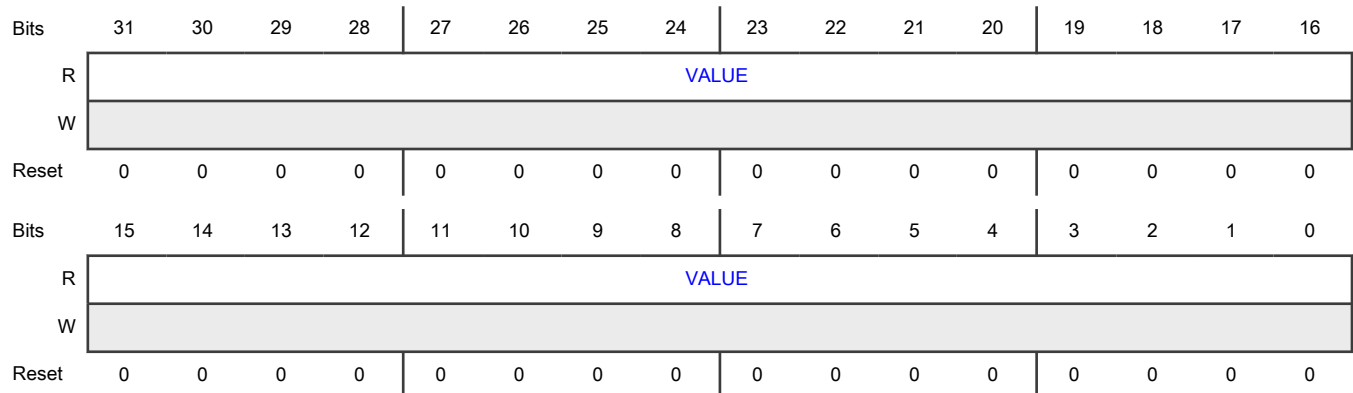 Bits 31 30 29 28 27 26 25 24 23 22 21 20 19 18 17 16
R VALUE
W
Reset 0 0 0 0 0 0 0 0 0 0 0 0 0 0 0 0
Bits 15 14 13 12 11 10 9 8 7 6 5 4 3 2 1 0
R VALUE
W
Reset 0 0 0 0 0 0 0 0 0 0 0 0 0 0 0 0